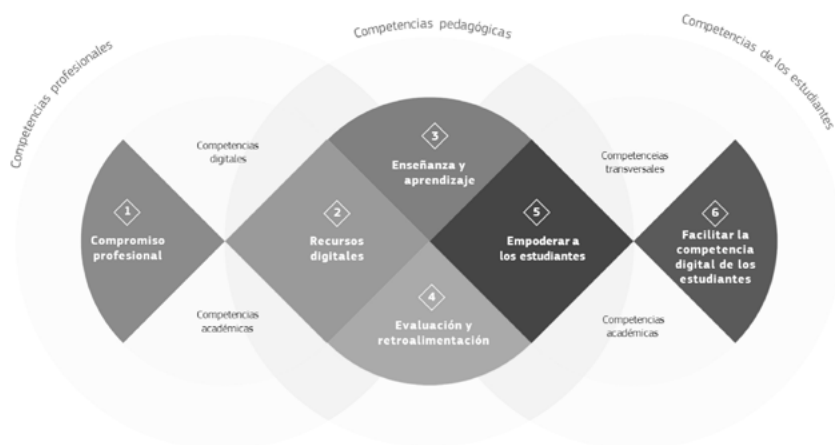 Competencias profesionales
Competencias pedagógicas
Competencias de los estudiantes
Competencias
digitales
Competencias
académicas
1
Compromiso
profesional
2
Recursos
digitales
3
Enseñanza y
aprendizaje
4
Evaluación y
retroalimentación
5
Empoderar a
los estudiantes
Competenceias
transversales
Competencias
académicas
6
Facilitar la
competencia
digital de los
estudiantes